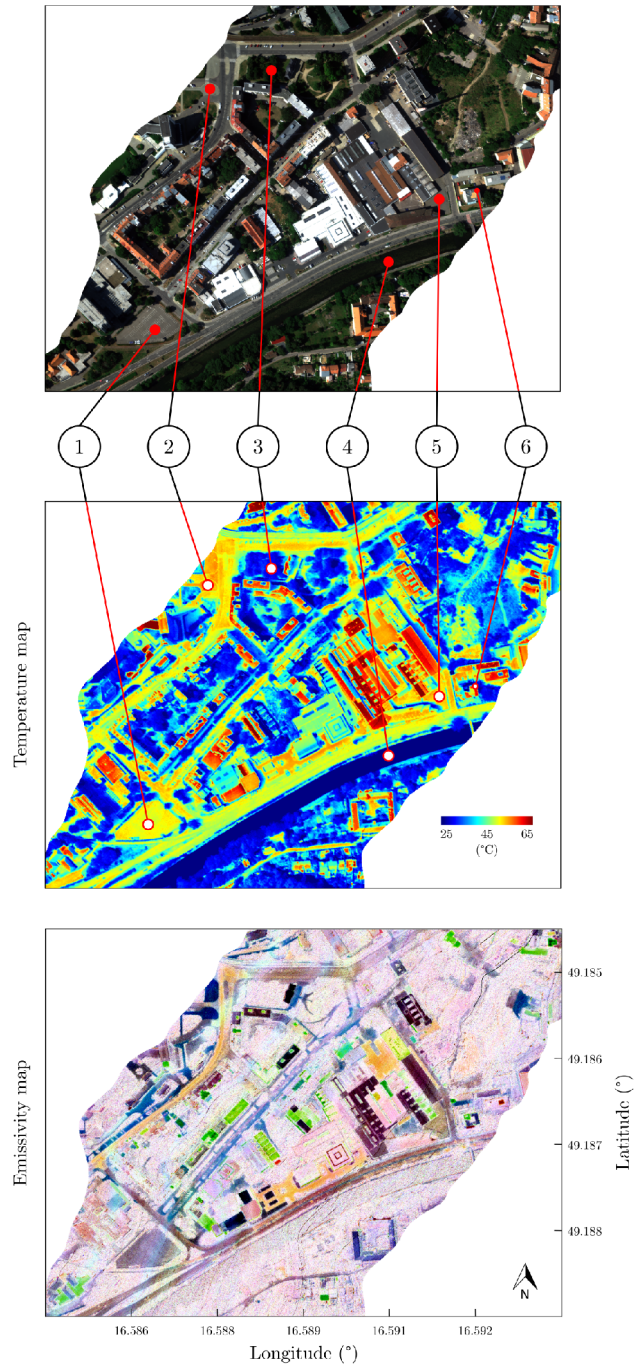 1 2 3 4 5 6
Temperature map
25 45 65
(°C)
Emissivity map
49.185
49.186
49.187
49.188
Latitude (°)
N
16.586 16.588 16.589 16.591 16.592
Longitude (°)